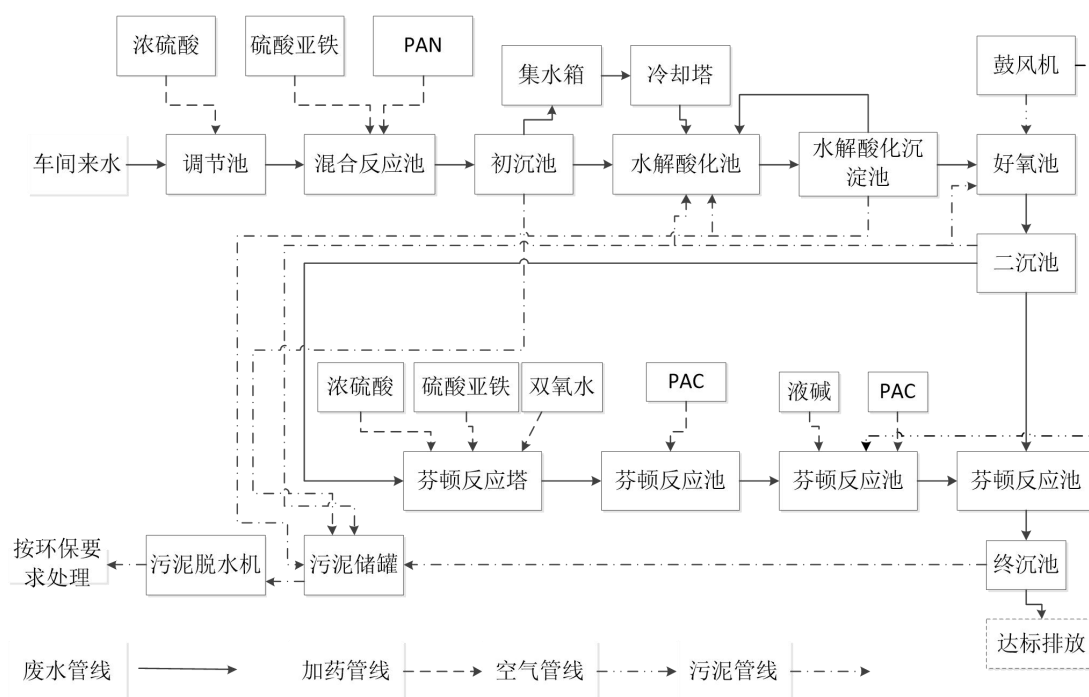 浓硫酸
硫酸亚铁
PAN
集水箱
冷却塔
鼓风机
车间来水
调节池
混合反应池
初沉池
水解酸化池
水解酸化沉
淀池
好氧池
二沉池
浓硫酸
硫酸亚铁
双氧水
PAC
液碱
PAC
芬顿反应塔
芬顿反应池
芬顿反应池
芬顿反应池
按环保要
求处理
污泥脱水机
污泥储罐
终沉池
达标排放
废水管线
加药管线
空气管线
污泥管线